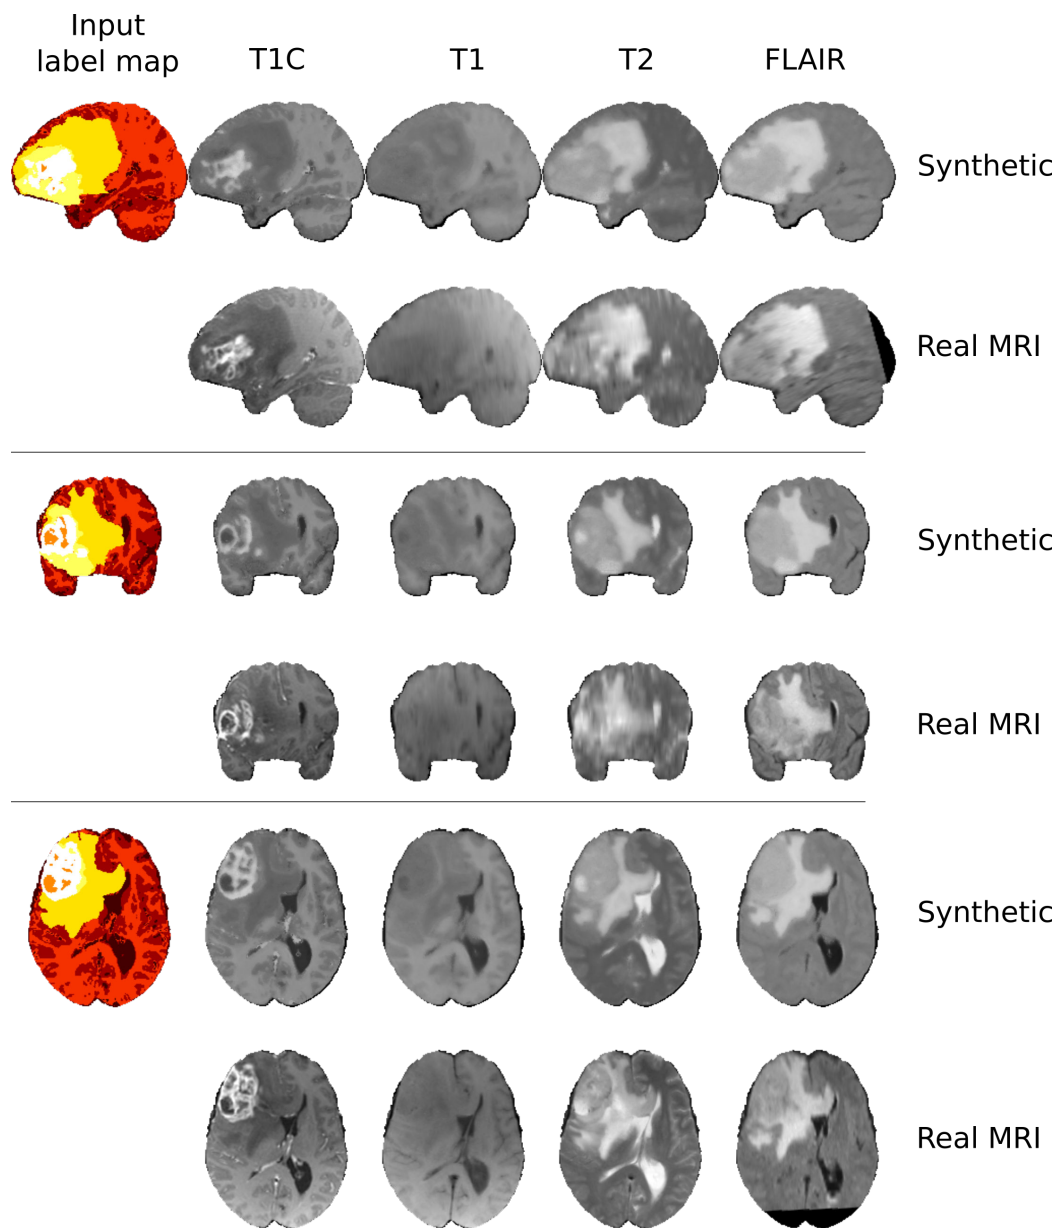 Input
label map
T1C
T1
T2
FLAIR
Synthetic
Real MRI
Synthetic
Real MRI
Synthetic
Real MRI